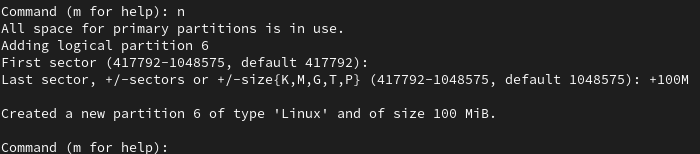 Command (m for help): n
All space for primary partitions is in use.
Adding logical partition 6
First sector (417792-1048575, default 417792):
Last sector, +/-sectors or +/-size{K,M,G,T,P} (417792-1048575, default 1048575): +100M
Created a new partition 6 of type 'Linux' and of size 100 MiB.
Command (m for help):